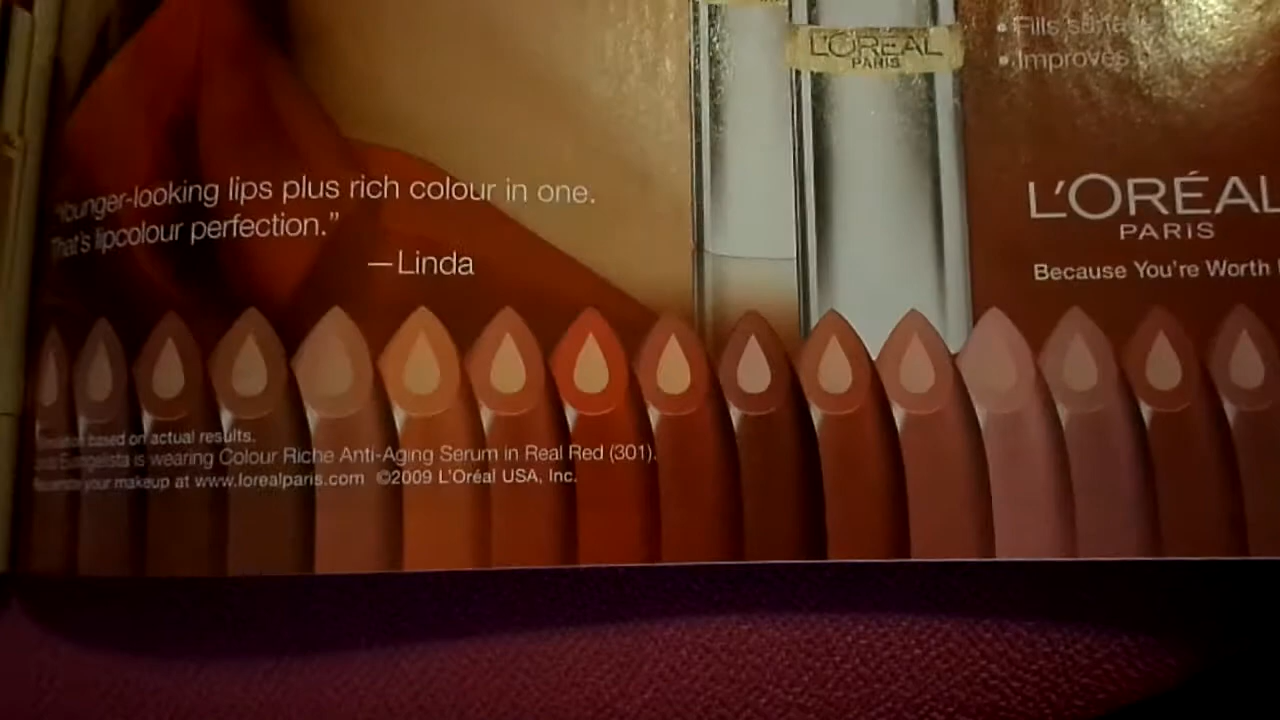 L'ORÉAL
PARIS
• Fills
• Improves
"Younger-looking lips plus rich colour in one.
That's lipcolour perfection."
—Linda
L'ORÉAL
PARIS
Because You're Worth
based on actual results.
Evangelista is wearing Colour Riche Anti-Aging Serum in Real Red (301).
your makeup at www.lorealparis.com ©2009 L'Oréal USA, Inc.